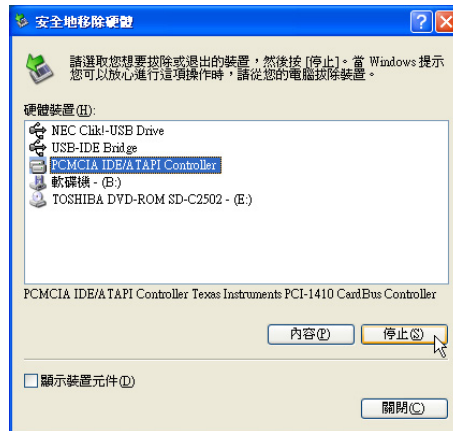 安全地移除硬體
請選取您想要拔除或退出的裝置，然後按 [停止]。當 Windows 提示
您可以放心進行這項操作時，請從您的電腦拔除裝置。
硬體裝置(H):
NEC Clik!-USB Drive
USB-IDE Bridge
PCMCIA IDE/ATAPI Controller
軟碟機 - (B:)
TOSHIBA DVD-ROM SD-C2502 - (E:)
PCMCIA IDE/ATAPI Controller Texas Instruments PCI-1410 CardBus Controller
內容(P)
停止(S)
顯示裝置元件(D)
關閉(C)